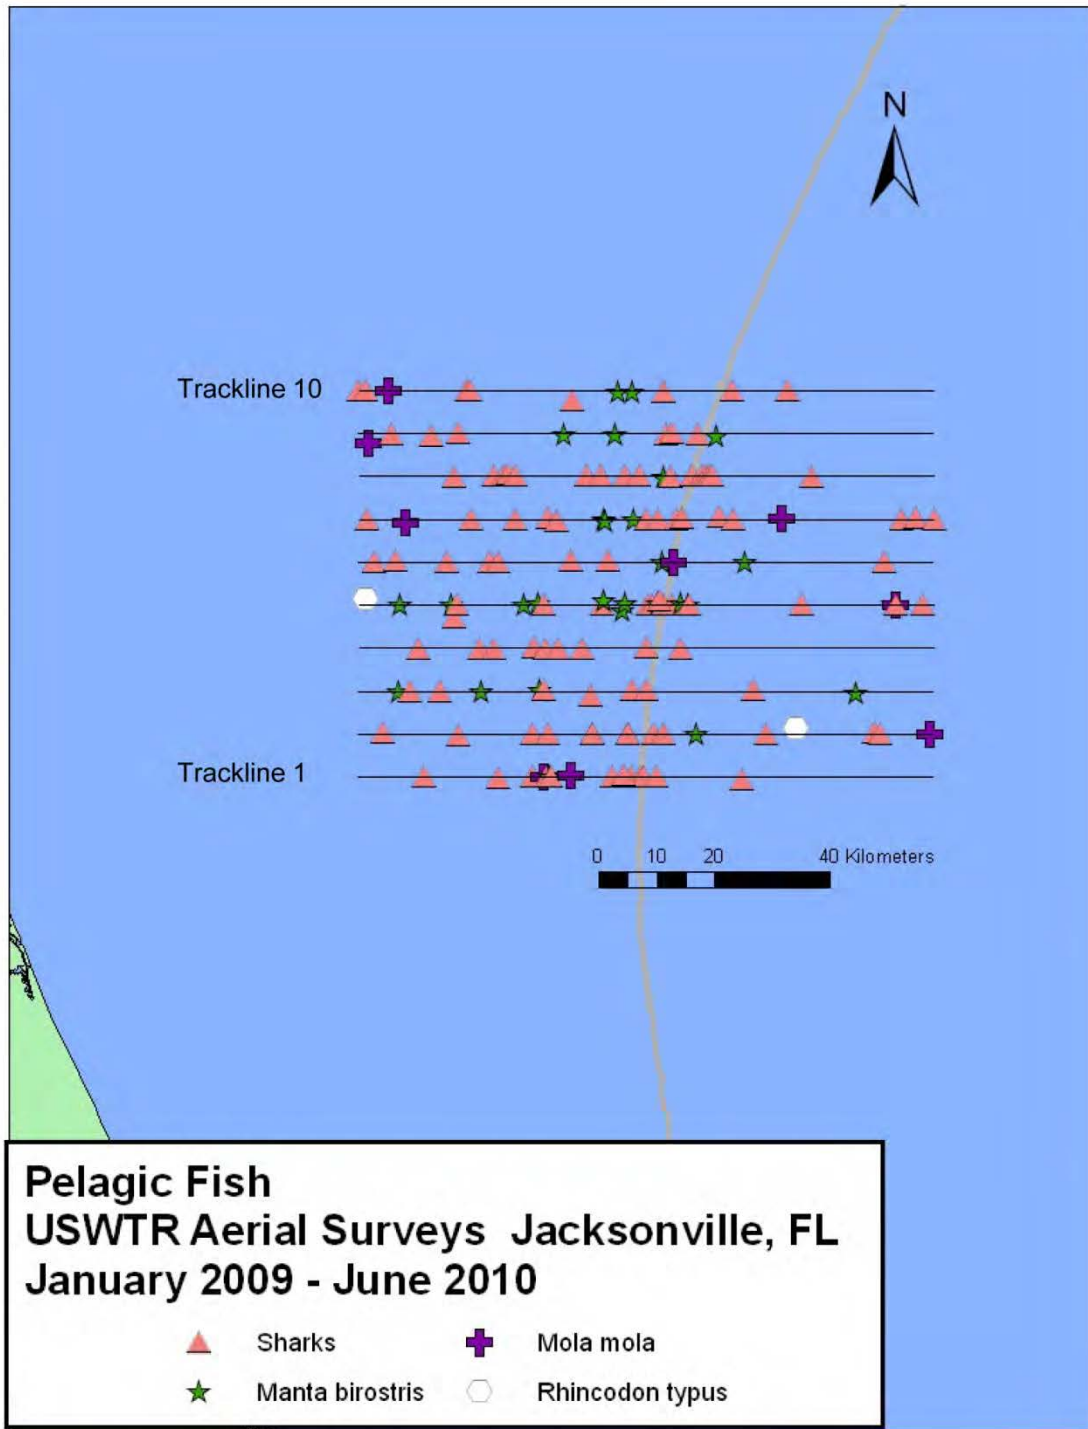 N
Trackline 10
Trackline 1
0 10 20 40 Kilometers
Pelagic Fish
USWTR Aerial Surveys Jacksonville, FL
January 2009 - June 2010
Sharks Mola mola
Manta birostris Rhincodon typus